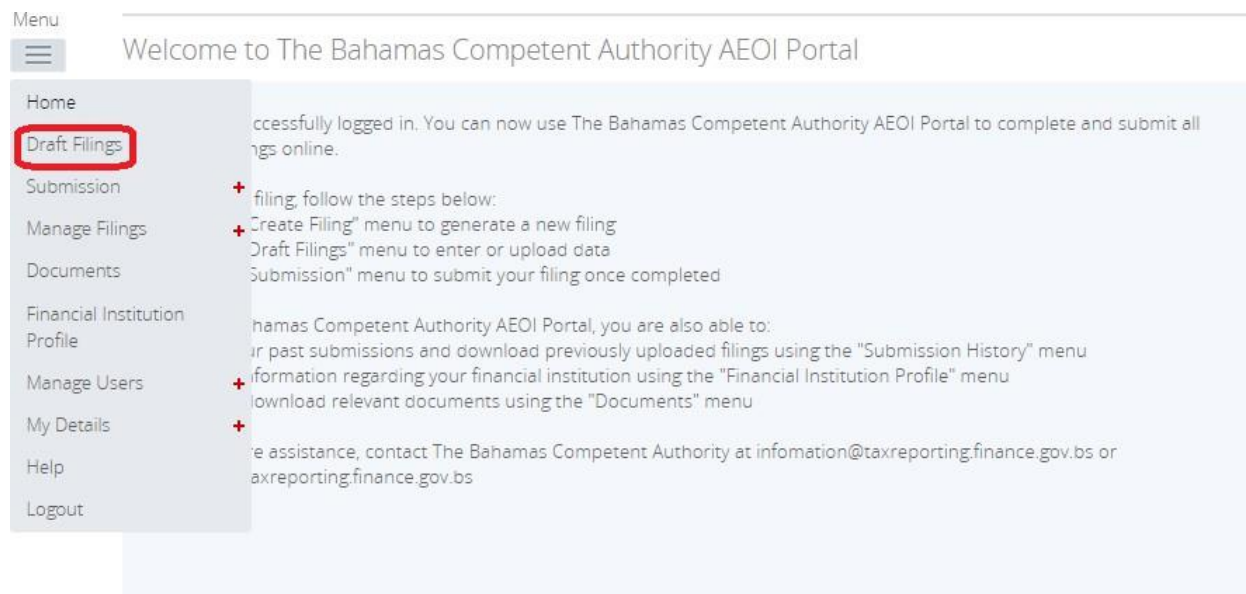 Menu
Welcome to The Bahamas Competent Authority AEOI Portal
Home
Draft Filings
Submission
Manage Filings
Documents
Financial Institution
Profile
Manage Users
My Details
Help
Logout
ccessfully logged in. You can now use The Bahamas Competent Authority AEOI Portal to complete and submit all
ngs online.
filing, follow the steps below:
Create Filing" menu to generate a new filing
Draft Filings" menu to enter or upload data
Submission" menu to submit your filing once completed
hamas Competent Authority AEOI Portal, you are also able to:
ur past submissions and download previously uploaded filings using the "Submission History" menu
nformation regarding your financial institution using the "Financial Institution Profile" menu
download relevant documents using the "Documents" menu
e assistance, contact The Bahamas Competent Authority at infomation@taxreporting.finance.gov.bs or
axreporting.finance.gov.bs